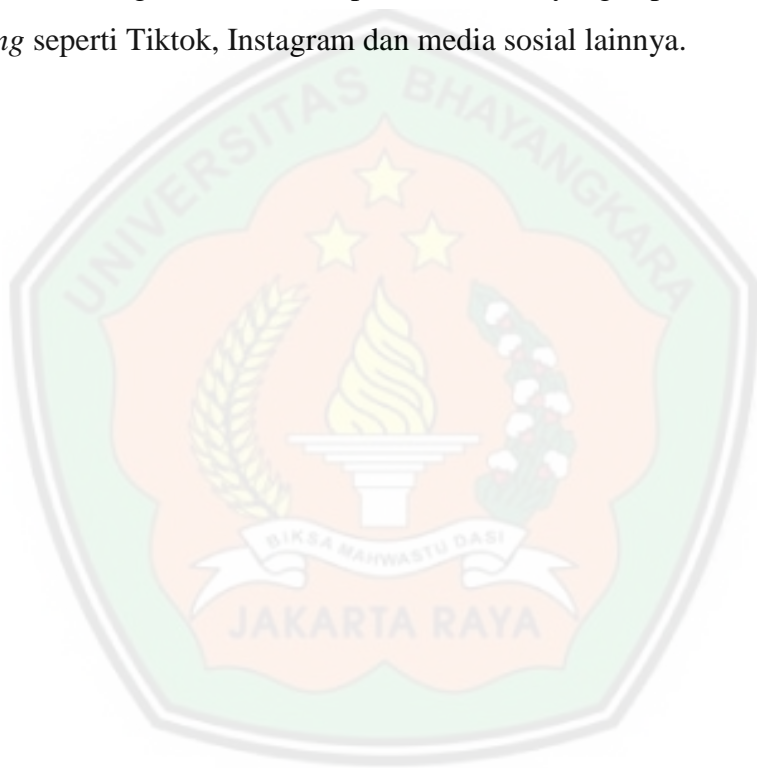 ng seperti Tiktok, Instagram dan media sosial lainnya.
UNIVERSITAS BHAYANGKARA
BIKSA MAHWASTU DASI
JAKARTA RAYA